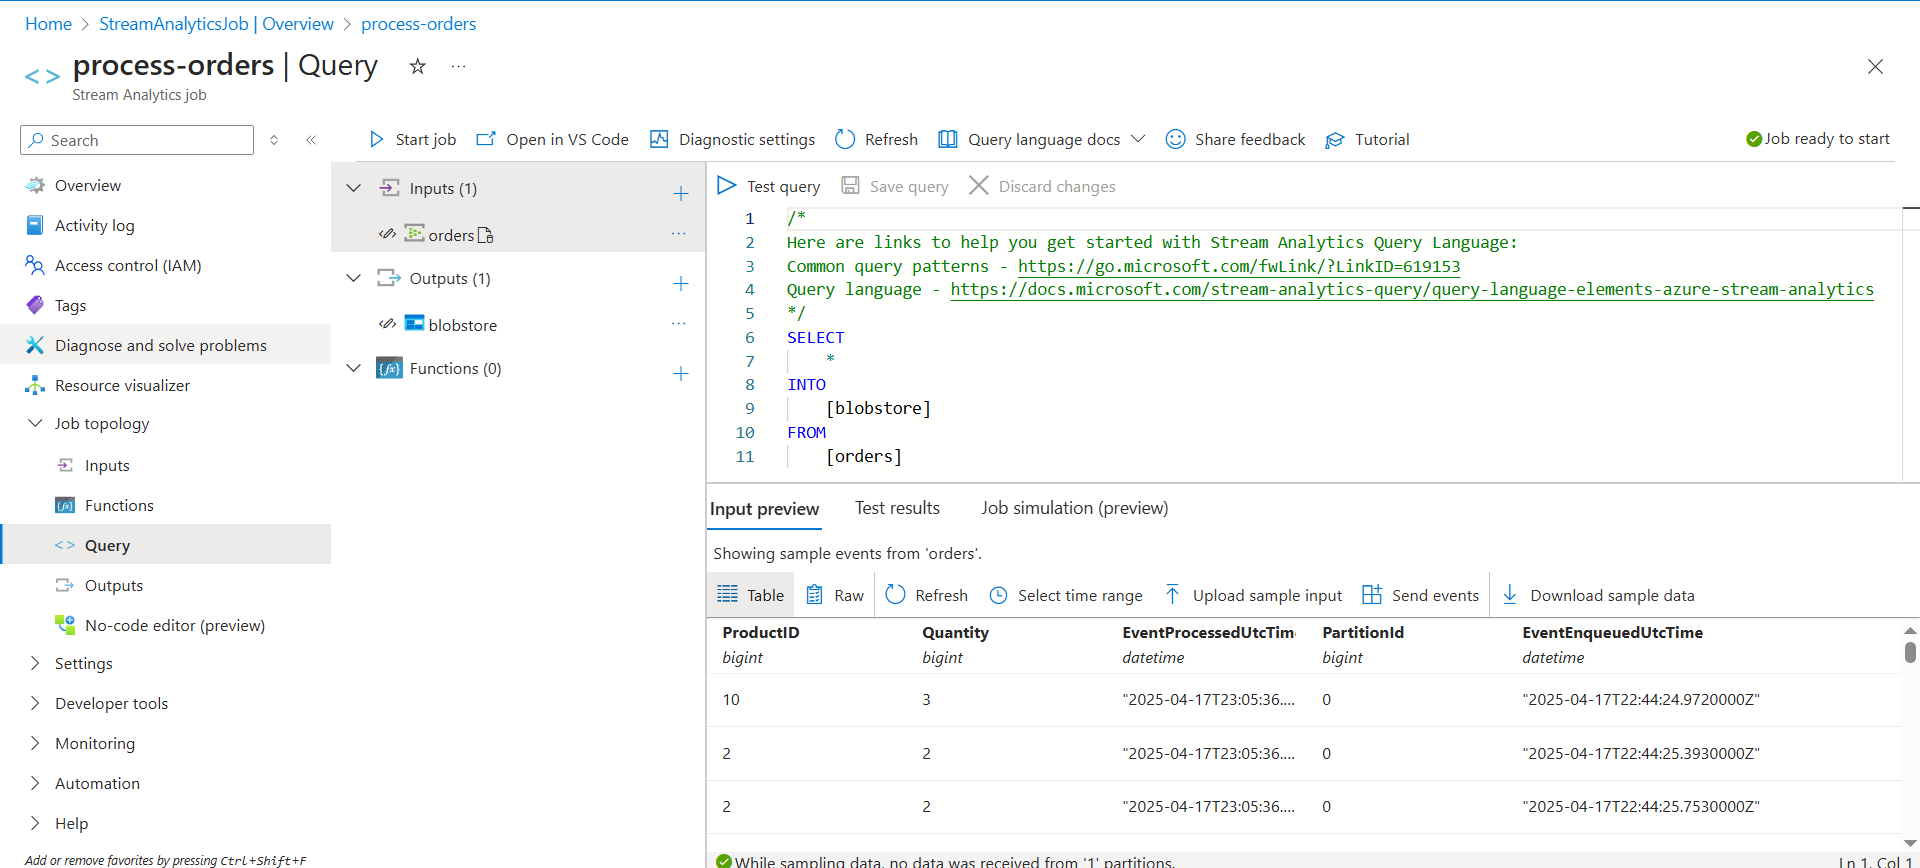 Home > StreamAnalyticsJob | Overview > process-orders
process-orders | Query
Stream Analytics job
Search
Start job
Open in VS Code
Diagnostic settings
Refresh
Query language docs
Share feedback
Tutorial
Job ready to start
Overview
Activity log
Access control (IAM)
Tags
Diagnose and solve problems
Resource visualizer
Job topology
Inputs
Functions
Query
Outputs
No-code editor (preview)
Settings
Developer tools
Monitoring
Automation
Help
Add or remove favorites by pressing Ctrl+Shift+F
Inputs (1)
orders
Outputs (1)
blobstore
Functions (0)
Test query
Save query
Discard changes
1 /*
2 Here are links to help you get started with Stream Analytics Query Language:
3 Common query patterns - https://go.microsoft.com/fwLink/?LinkID=619153
4 Query language - https://docs.microsoft.com/stream-analytics-query/query-language-elements-azure-stream-analytics
5 */
6 SELECT
7 *
8 INTO
9 [blobstore]
10 FROM
11 [orders]
Input preview
Test results
Job simulation (preview)
Showing sample events from 'orders'.
Table
Raw
Refresh
Select time range
Upload sample input
Send events
Download sample data
ProductID Quantity EventProcessedUtcTim PartitionId EventEnqueuedUtcTime
bigint bigint datetime bigint datetime
10 3 "2025-04-17T23:05:36.... 0 "2025-04-17T22:44:24.9720000Z"
2 2 "2025-04-17T23:05:36.... 0 "2025-04-17T22:44:25.3930000Z"
2 2 "2025-04-17T23:05:36.... 0 "2025-04-17T22:44:25.7530000Z"
While sampling data, no data was received from '1' partitions.
Ln 1, Col 1